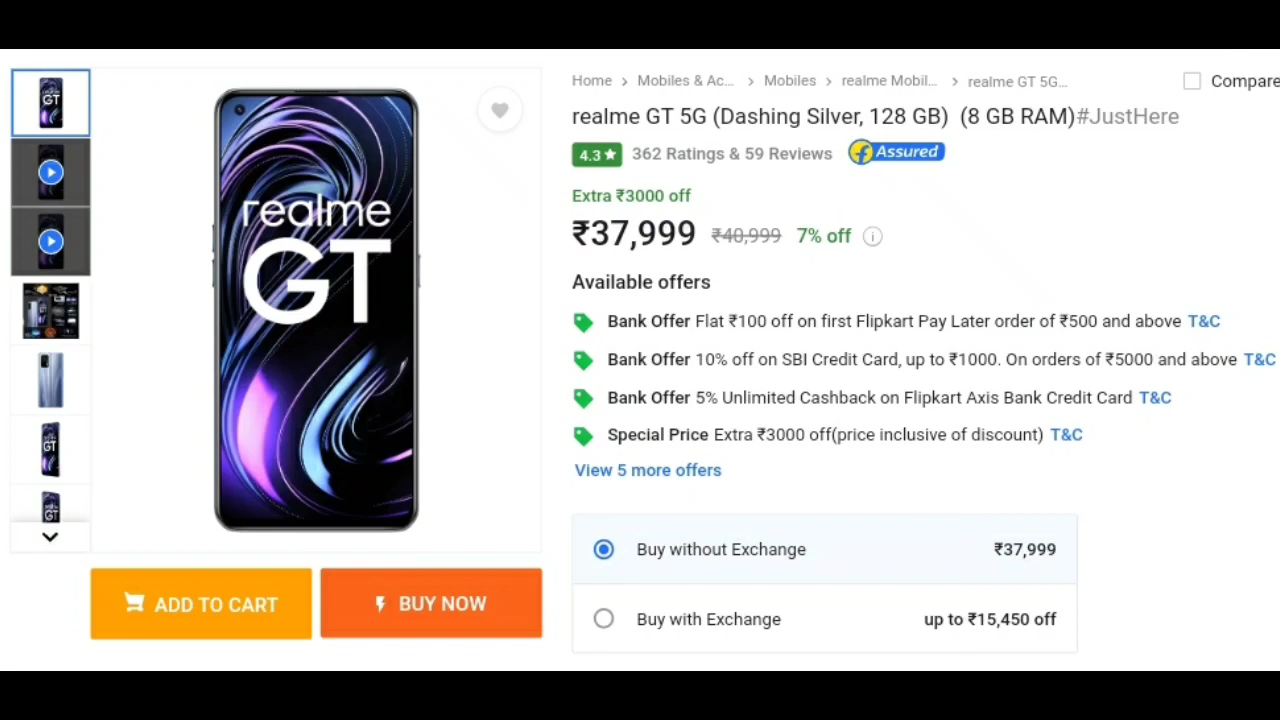 Home > Mobiles & Ac... > Mobiles > realme Mobil... > realme GT 5G...
Compare
realme GT 5G (Dashing Silver, 128 GB) (8 GB RAM)#JustHere
4.3★ 362 Ratings & 59 Reviews f Assured
Extra ₹3000 off
₹37,999 ₹40,999 7% off i
Available offers
Bank Offer Flat ₹100 off on first Flipkart Pay Later order of ₹500 and above T&C
Bank Offer 10% off on SBI Credit Card, up to ₹1000. On orders of ₹5000 and above T&C
Bank Offer 5% Unlimited Cashback on Flipkart Axis Bank Credit Card T&C
Special Price Extra ₹3000 off(price inclusive of discount) T&C
View 5 more offers
Buy without Exchange ₹37,999
Buy with Exchange up to ₹15,450 off
realme
GT
GT
GT
GT
ADD TO CART
BUY NOW